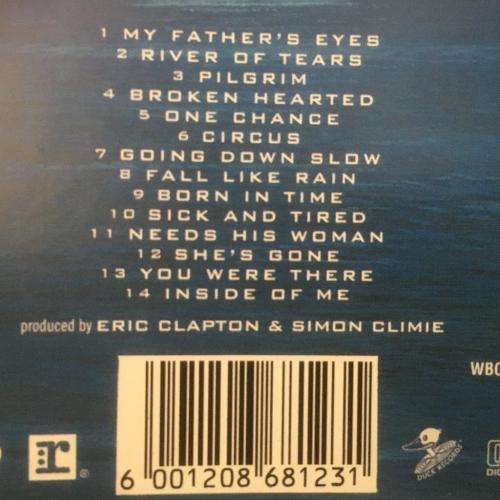 1 MY FATHER'S EYES
2 RIVER OF TEARS
3 PILGRIM
4 BROKEN HEARTED
5 ONE CHANCE
6 CIRCUS
7 GOING DOWN SLOW
8 FALL LIKE RAIN
9 BORN IN TIME
10 SICK AND TIRED
11 NEEDS HIS WOMAN
12 SHE'S GONE
13 YOU WERE THERE
14 INSIDE OF ME
produced by ERIC CLAPTON & SIMON CLIMIE
WBC
r®
DUCK RECORDS
6 001208 681231